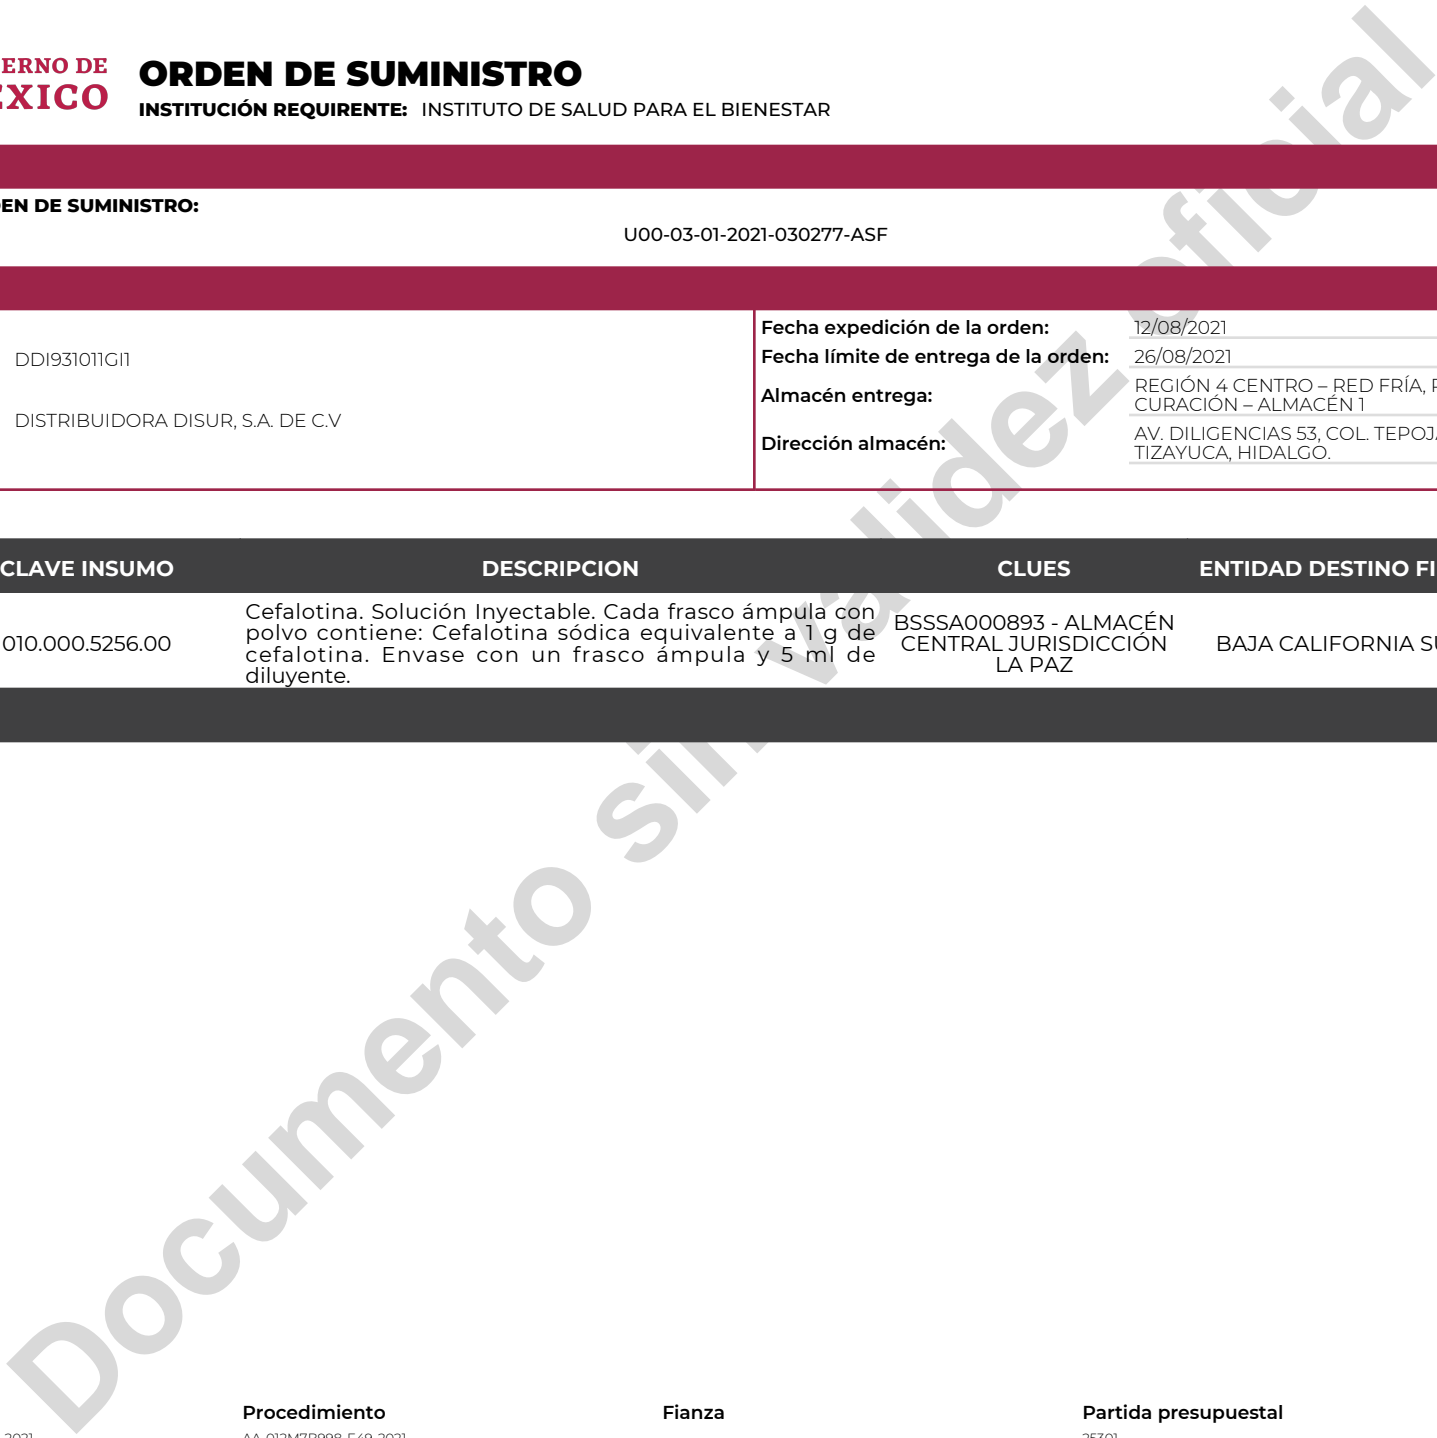 ERNO DE
EXICO
ORDEN DE SUMINISTRO
INSTITUCIÓN REQUIRENTE: INSTITUTO DE SALUD PARA EL BIENESTAR
EN DE SUMINISTRO:
U00-03-01-2021-030277-ASF
DDI931011GI1
DISTRIBUIDORA DISUR, S.A. DE C.V
Fecha expedición de la orden: 12/08/2021
Fecha límite de entrega de la orden: 26/08/2021
Almacén entrega:
REGIÓN 4 CENTRO – RED FRÍA,
CURACIÓN – ALMACÉN 1
Dirección almacén:
AV. DILIGENCIAS 53, COL. TEPOJ
TIZAYUCA, HIDALGO.
CLAVE INSUMO DESCRIPCION CLUES ENTIDAD DESTINO FI
010.000.5256.00
Cefalotina. Solución Inyectable. Cada frasco ámpula con
polvo contiene: Cefalotina sódica equivalente a 1 g de
cefalotina. Envase con un frasco ámpula y 5 ml de
diluyente.
BSSSA000893 - ALMACÉN
CENTRAL JURISDICCIÓN
LA PAZ
BAJA CALIFORNIA S
Documento sin validez oficial
Procedimiento Fianza Partida presupuestal